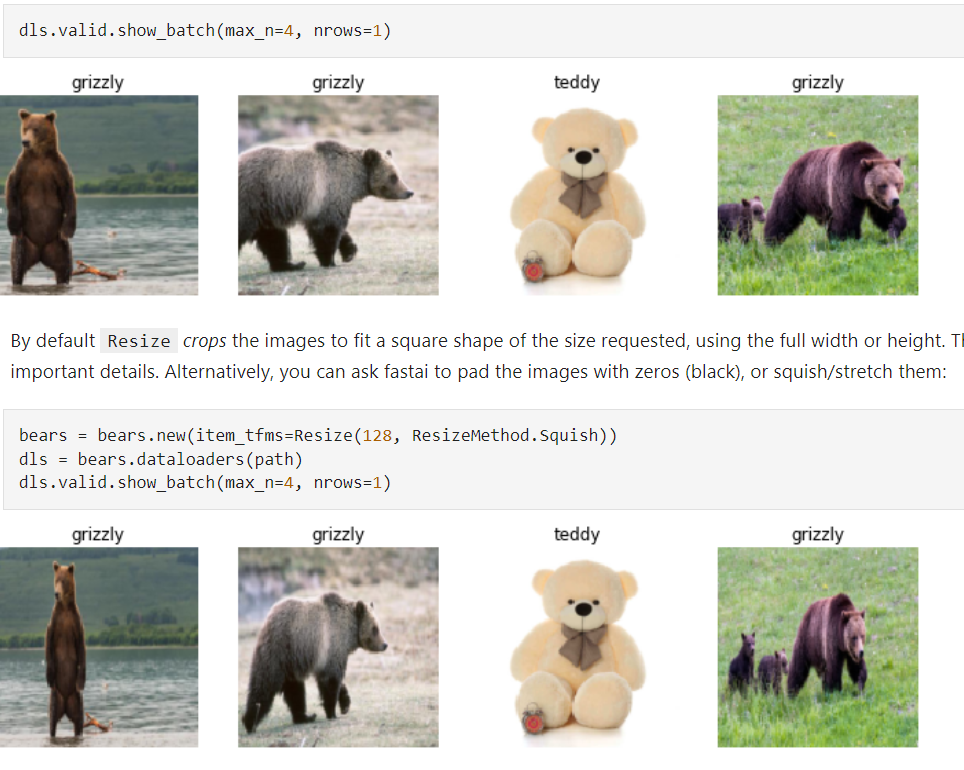 dls.valid.show_batch(max_n=4, nrows=1)
grizzly grizzly teddy grizzly
By default Resize crops the images to fit a square shape of the size requested, using the full width or height.
important details. Alternatively, you can ask fastai to pad the images with zeros (black), or squish/stretch them:
bears = bears.new(item_tfms=Resize(128, ResizeMethod.Squish))
dls = bears.dataloaders(path)
dls.valid.show_batch(max_n=4, nrows=1)
grizzly grizzly teddy grizzly